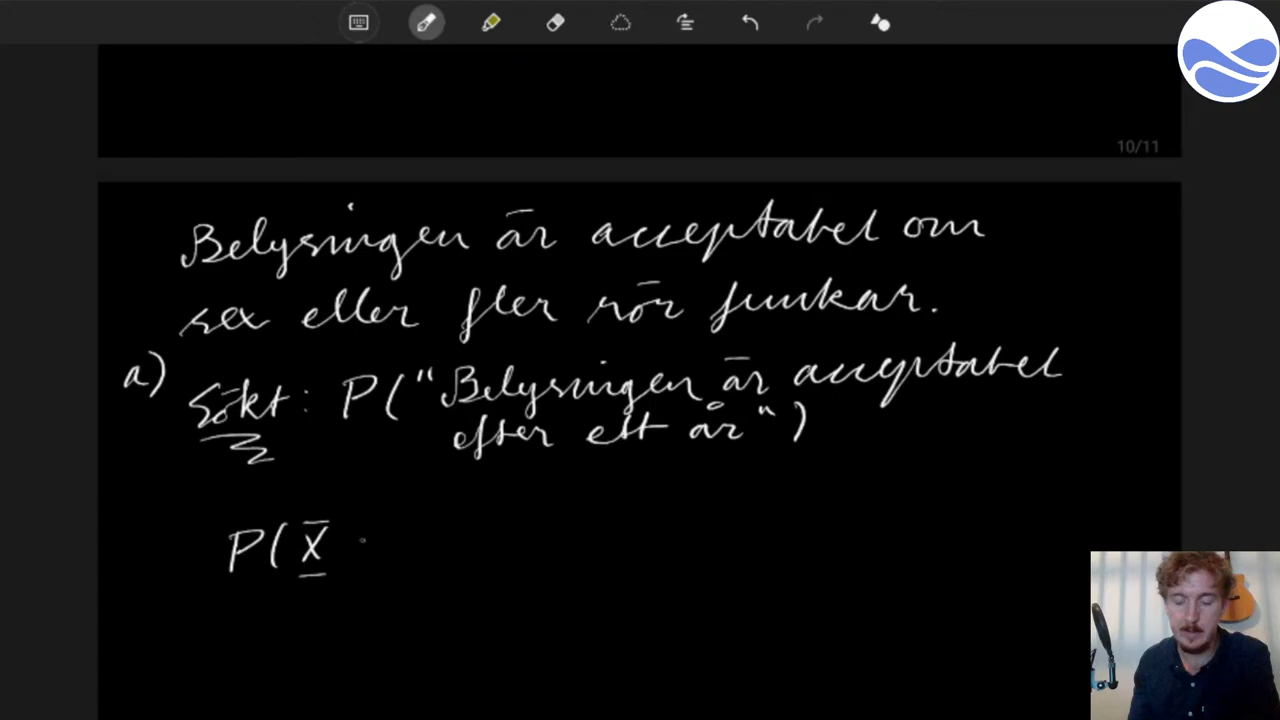 10/11
Belysningen är acceptabel om
sex eller fler rör funkar.
a) Sökt: P("Belysningen är acceptabel
efter ett år")
P(X